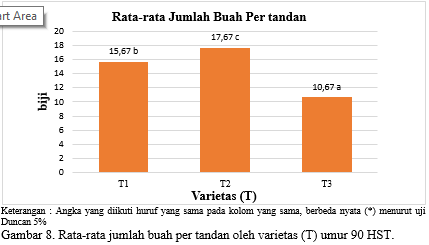 art Area
Rata-rata Jumlah Buah Per tandan
20
18
16
14
12
10
8
6
4
2
0
biji
15,67 b
17,67 c
10,67 a
T1
T2
T3
Varietas (T)
Keterangan : Angka yang diikuti huruf yang sama pada kolom yang sama, berbeda nyata (*) menurut uji
Duncan 5%
Gambar 8. Rata-rata jumlah buah per tandan oleh varietas (T) umur 90 HST.